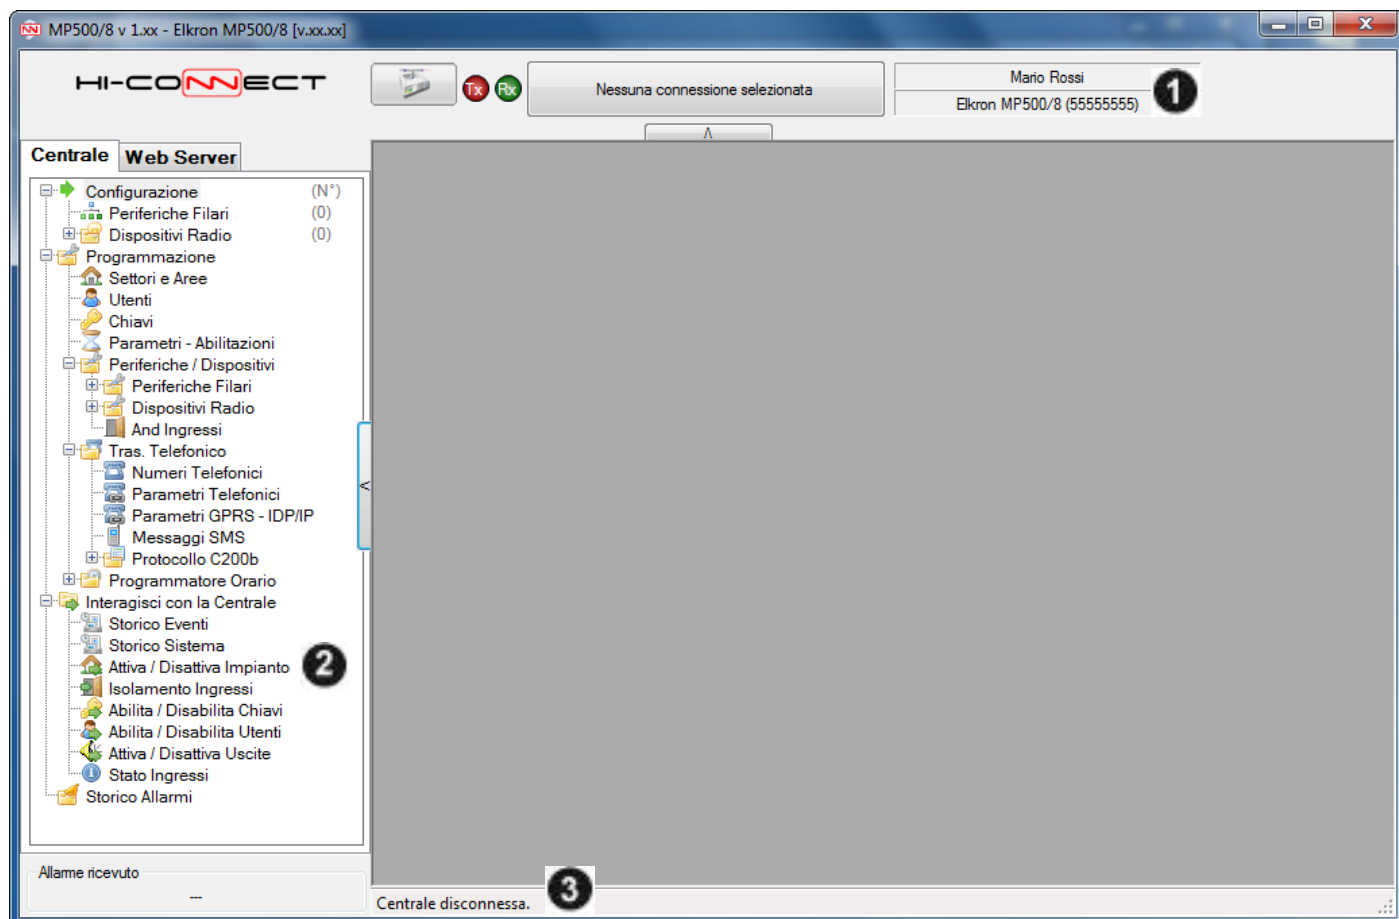 MP500/8 v 1.xx - Elkron MP500/8 [v.xx.xx]
HI-CONNECT
Tx Rx
Nessuna connessione selezionata
Mario Rossi
Elkron MP500/8 (55555555)
1
Centrale Web Server
Configurazione (N°)
Periferiche Filari (0)
Dispositivi Radio (0)
Programmazione
Settori e Aree
Utenti
Chiavi
Parametri - Abilitazioni
Periferiche / Dispositivi
Periferiche Filari
Dispositivi Radio
And Ingressi
Tras. Telefonico
Numeri Telefonici
<
Parametri Telefonici
Parametri GPRS - IDP/IP
Messaggi SMS
Protocollo C200b
Programmatore Orario
Interagisci con la Centrale
Storico Eventi
Storico Sistema
Attiva / Disattiva Impianto
2
Isolamento Ingressi
Abilita / Disabilita Chiavi
Abilita / Disabilita Utenti
Attiva / Disattiva Uscite
Stato Ingressi
Storico Allarmi
Allarme ricevuto
---
Centrale disconnessa.
3